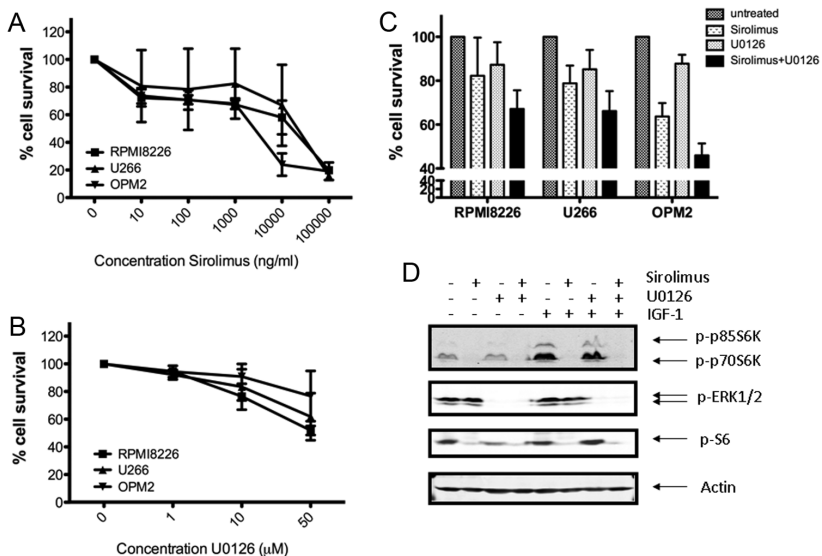 A
120
100
80
60
40
20
0
% cell survival
RPMI8226
U266
OPM2
0 10 100 1000 10000 100000
Concentration Sirolimus (ng/ml)
B
120
100
80
60
40
20
0
% cell survival
RPMI8226
U266
OPM2
0 1 10 50
Concentration U0126 (μM)
C
untreated
Sirolimus
U0126
Sirolimus+U0126
100
80
60
40
40
20
0
% cell survival
RPMI8226 U266 OPM2
D
- + - + - + - + Sirolimus
- - + + - - + + U0126
- - - - + + + + IGF-1
p-p85S6K
p-p70S6K
p-ERK1/2
p-S6
Actin